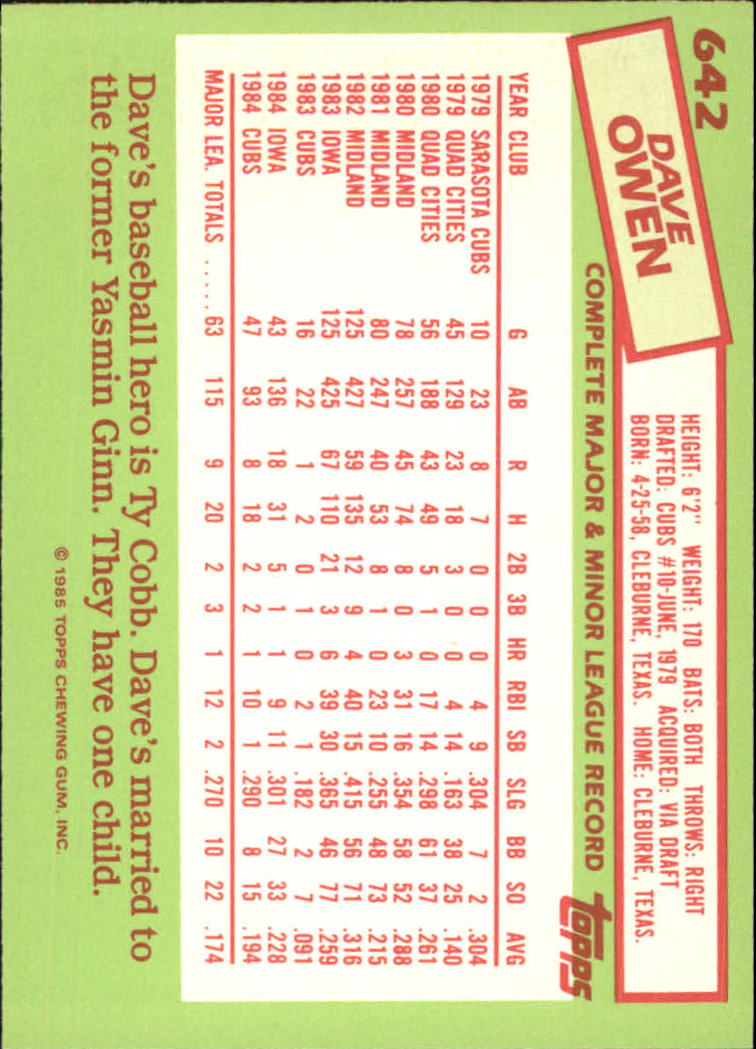 642
DAVE
OWEN
HEIGHT: 6'2" WEIGHT: 170 BATS: BOTH THROWS: RIGHT
DRAFTED: CUBS #10-JUNE, 1979 ACQUIRED: VIA DRAFT
BORN: 4-25-58, CLEBURNE, TEXAS. HOME: CLEBURNE, TEXAS.
COMPLETE MAJOR & MINOR LEAGUE RECORD topps
YEAR CLUB G AB R H 2B 3B HR RBI SB SLG BB SO AVG
1979 SARASOTA CUBS 10 23 8 7 0 0 0 4 9 .304 7 2 .304
1979 QUAD CITIES 45 129 23 18 3 0 0 4 14 .163 38 25 .140
1980 QUAD CITIES 56 188 43 49 5 1 0 17 14 .298 61 37 .261
1980 MIDLAND 78 257 45 74 8 0 3 31 16 .354 58 52 .288
1981 MIDLAND 80 247 40 53 8 1 0 23 10 .255 48 73 .215
1982 MIDLAND 125 427 59 135 12 9 4 40 15 .415 56 71 .316
1983 IOWA 125 425 67 110 21 3 6 39 30 .365 46 77 .259
1983 CUBS 16 22 1 2 0 1 0 2 1 .182 2 7 .091
1984 IOWA 43 136 18 31 5 1 1 9 11 .301 27 33 .228
1984 CUBS 47 93 8 18 2 2 1 10 1 .290 8 15 .194
MAJOR LEA. TOTALS ..... 63 115 9 20 2 3 1 12 2 .270 10 22 .174
Dave's baseball hero is Ty Cobb. Dave's married to
the former Yasmin Ginn. They have one child.
© 1985 TOPPS CHEWING GUM, INC.